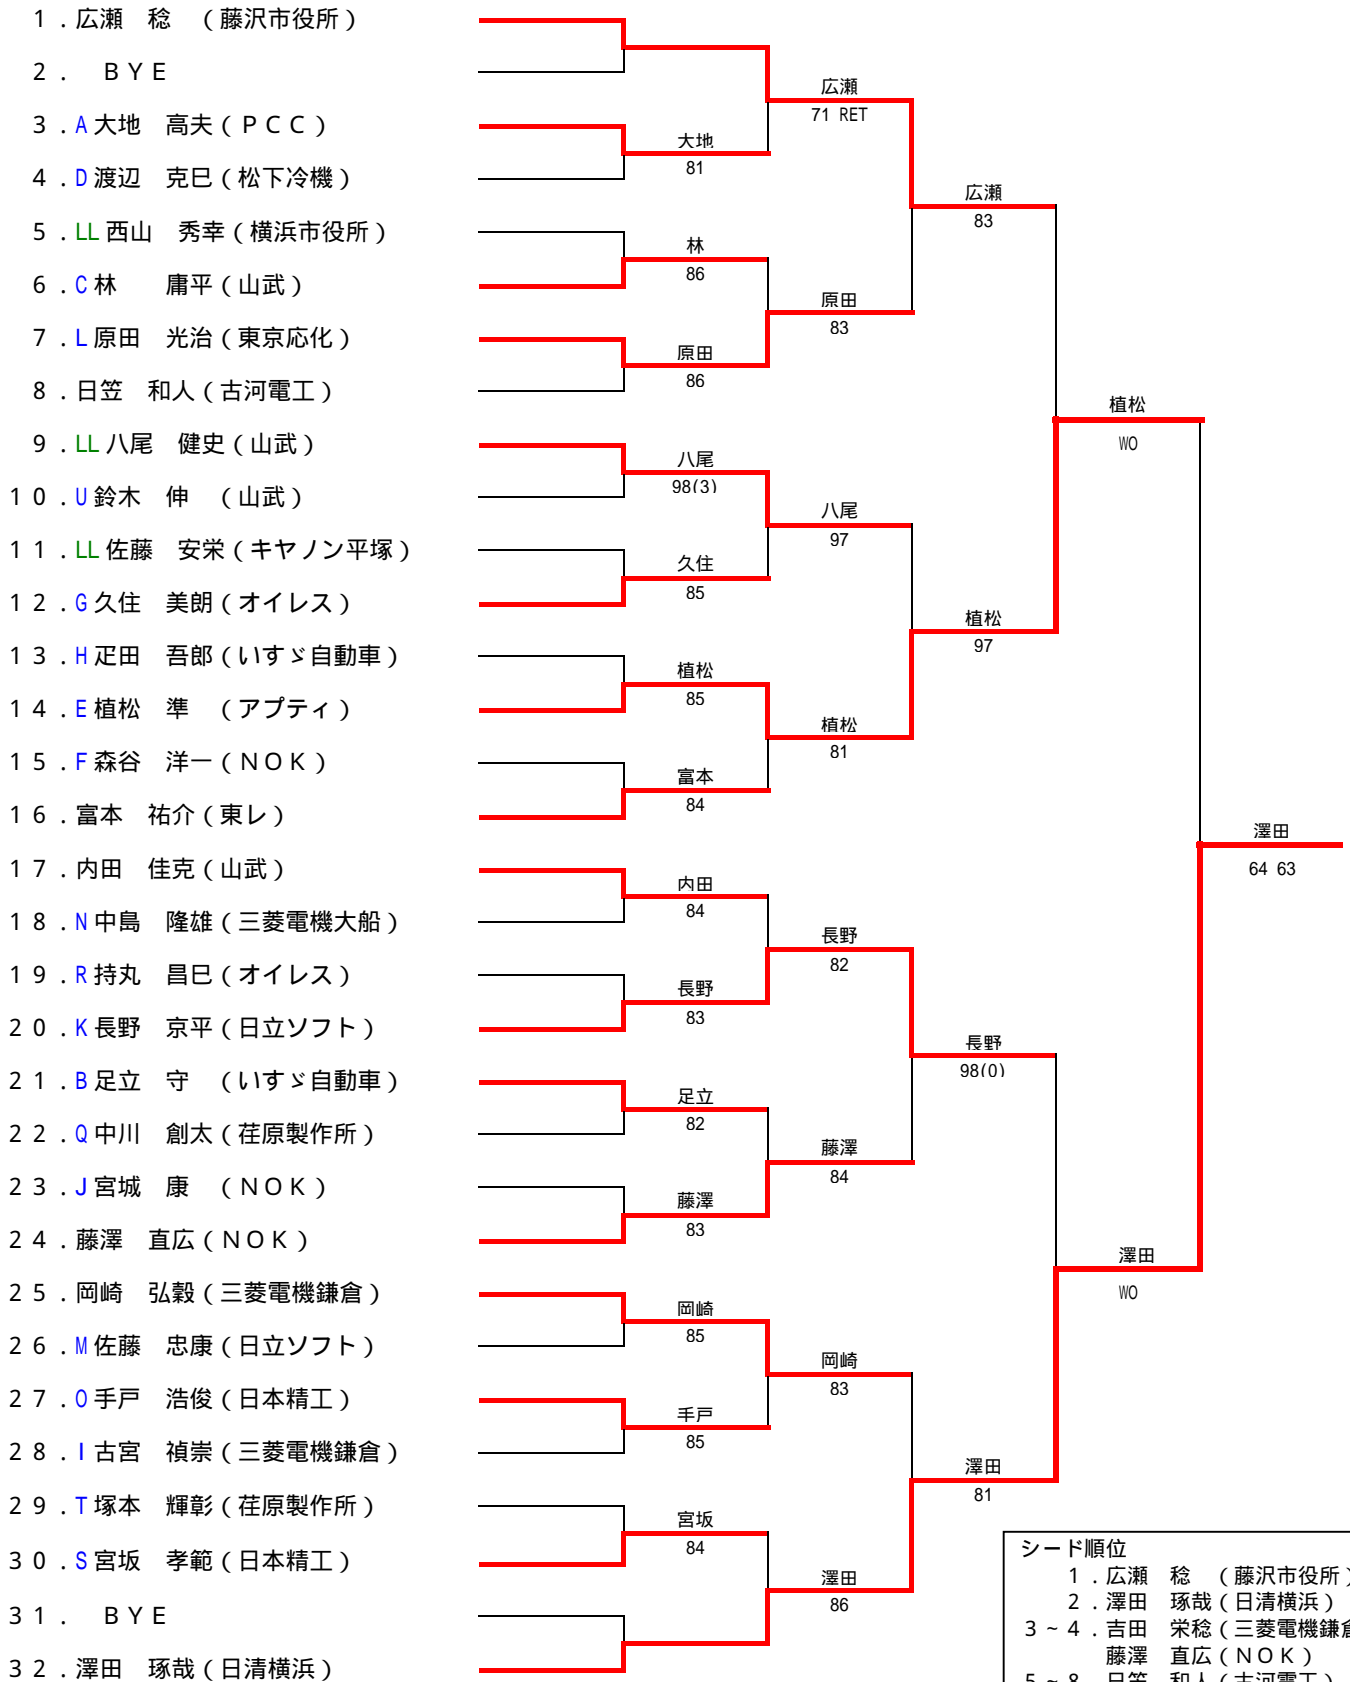 1．広瀬　稔　（藤沢市役所）
2．　ＢＹＥ
3．A大地　高夫（ＰＣＣ）
4．D渡辺　克巳（松下冷機）
5．LL西山　秀幸（横浜市役所）
6．C林　　庸平（山武）
7．L原田　光治（東京応化）
8．日笠　和人（古河電工）
9．LL八尾　健史（山武）
10．U鈴木　伸　（山武）
11．LL佐藤　安栄（キヤノン平塚）
12．G久住　美朗（オイレス）
13．H疋田　吾郎（いすゞ自動車）
14．E植松　準　（アプティ）
15．F森谷　洋一（ＮＯＫ）
16．富本　祐介（東レ）
17．内田　佳克（山武）
18．N中島　隆雄（三菱電機大船）
19．R持丸　昌巳（オイレス）
20．K長野　京平（日立ソフト）
21．B足立　守　（いすゞ自動車）
22．Q中川　創太（荏原製作所）
23．J宮城　康　（ＮＯＫ）
24．藤澤　直広（ＮＯＫ）
25．岡崎　弘毅（三菱電機鎌倉）
26．M佐藤　忠康（日立ソフト）
27．O手戸　浩俊（日本精工）
28．I古宮　禎崇（三菱電機鎌倉）
29．T塚本　輝彰（荏原製作所）
30．S宮坂　孝範（日本精工）
31．　ＢＹＥ
32．澤田　琢哉（日清横浜）
大地
81
林
86
原田
86
八尾
98(3)
久住
85
植松
85
富本
84
内田
84
長野
83
足立
82
藤澤
83
岡崎
85
手戸
85
宮坂
84
広瀬
71 RET
原田
83
八尾
97
植松
81
長野
82
藤澤
84
岡崎
83
澤田
86
広瀬
83
植松
97
長野
98(0)
澤田
81
植松
WO
澤田
WO
澤田
64 63
シード順位
1．広瀬　稔　（藤沢市役所）
2．澤田　琢哉（日清横浜）
3~4．吉田　栄稔（三菱電機鎌倉
藤澤　直広（ＮＯＫ）
5~8．日笠　和人（古河電工）